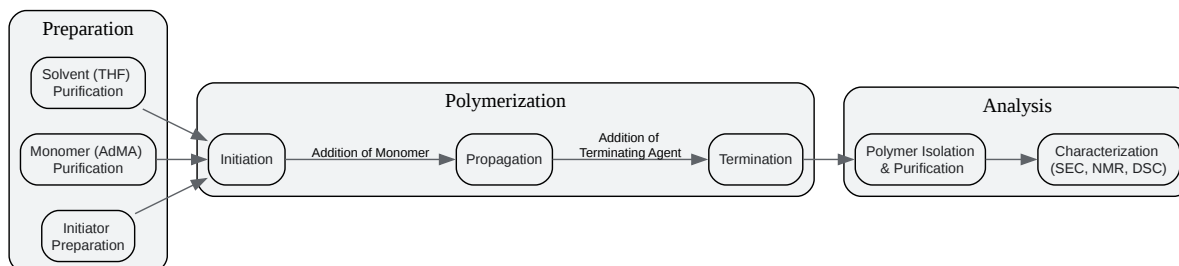 Preparation
Solvent (THF)
Purification
Monomer (AdMA)
Purification
Initiator
Preparation
Polymerization
Initiation
Addition of Monomer
Propagation
Addition of
Terminating Agent
Termination
Analysis
Polymer Isolation
& Purification
Characterization
(SEC, NMR, DSC)